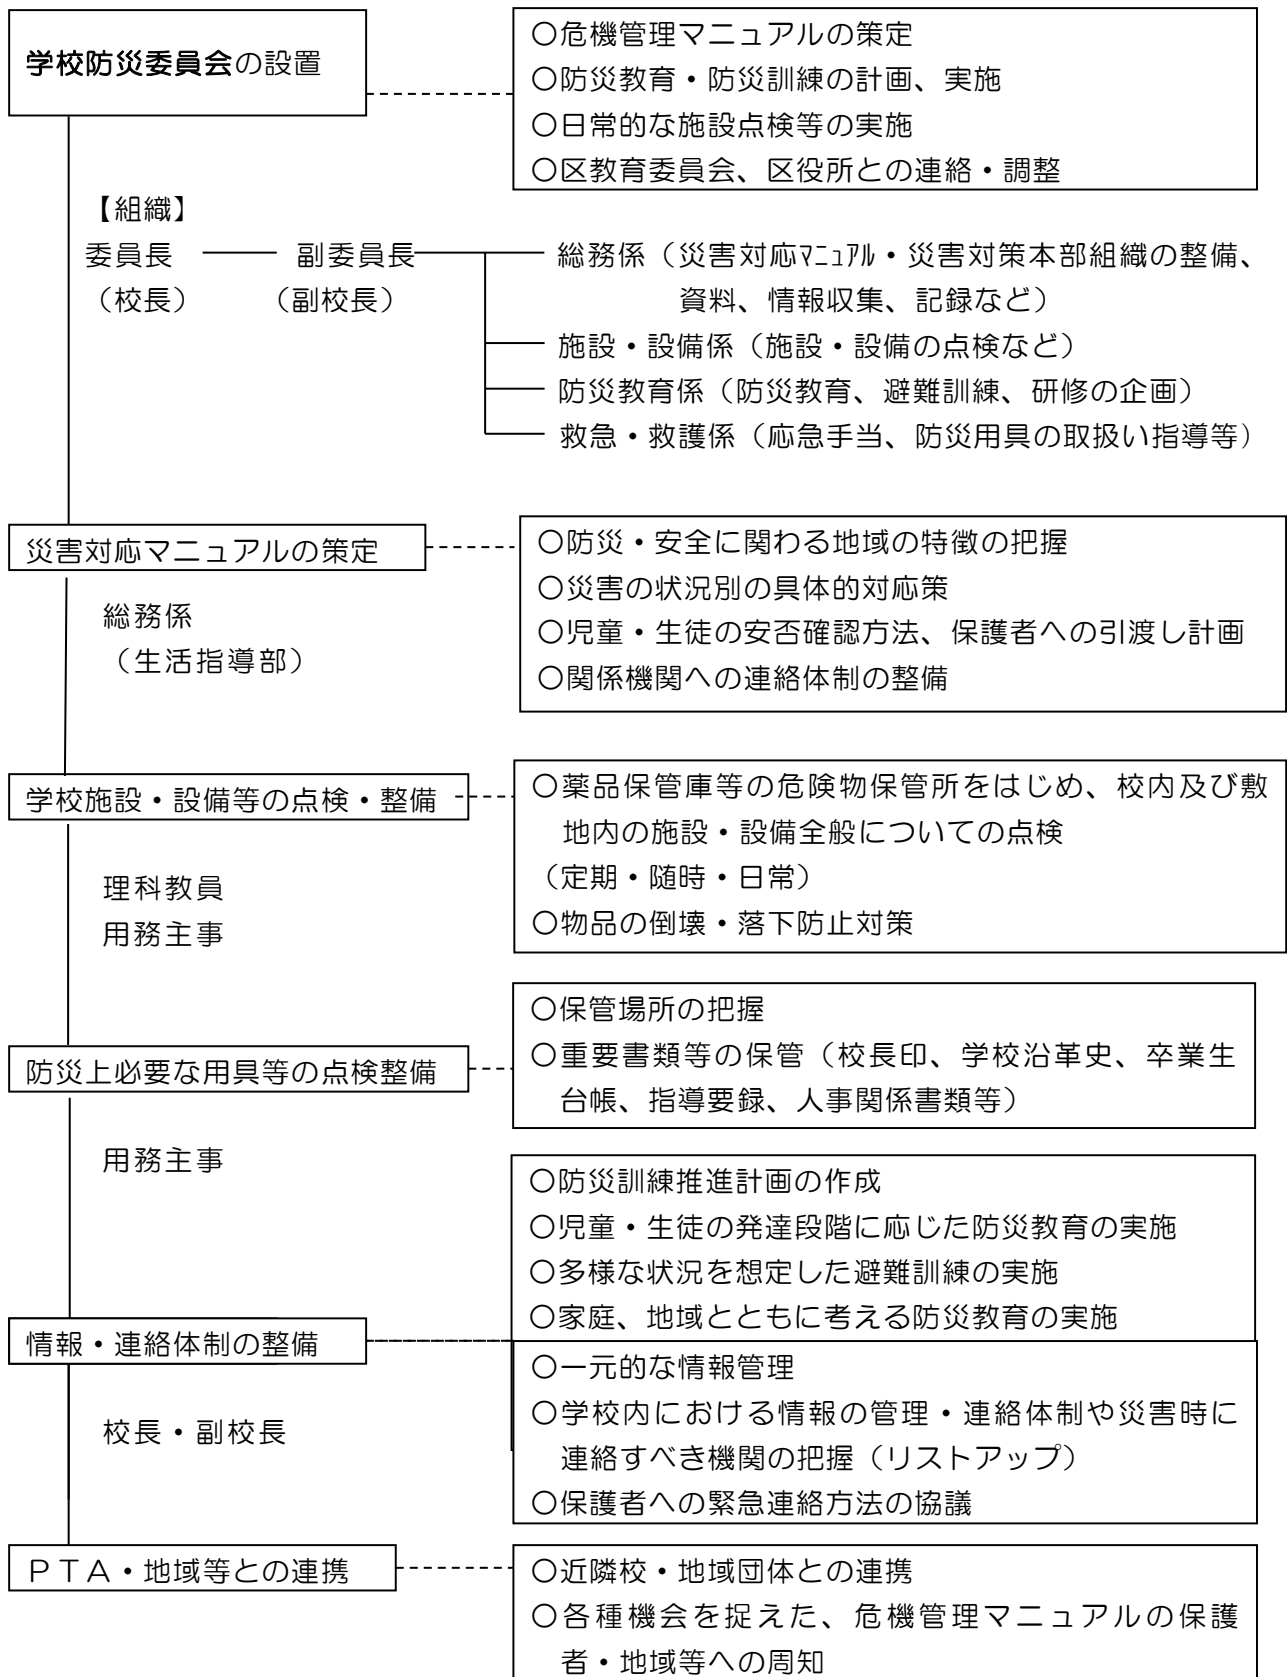 学校防災委員会の設置
〇危機管理マニュアルの策定
〇防災教育・防災訓練の計画、実施
〇日常的な施設点検等の実施
〇区教育委員会、区役所との連絡・調整
【組織】
委員長 副委員長 総務係（災害対応ﾏﾆｭｱﾙ・災害対策本部組織の整備、
（校長） （副校長） 資料、情報収集、記録など）
施設・設備係（施設・設備の点検など）
防災教育係（防災教育、避難訓練、研修の企画）
救急・救護係（応急手当、防災用具の取扱い指導等）
災害対応マニュアルの策定
〇防災・安全に関わる地域の特徴の把握
〇災害の状況別の具体的対応策
〇児童・生徒の安否確認方法、保護者への引渡し計画
〇関係機関への連絡体制の整備
総務係
（生活指導部）
学校施設・設備等の点検・整備
〇薬品保管庫等の危険物保管所をはじめ、校内及び敷
地内の施設・設備全般についての点検
（定期・随時・日常）
〇物品の倒壊・落下防止対策
理科教員
用務主事
防災上必要な用具等の点検整備
〇保管場所の把握
〇重要書類等の保管（校長印、学校沿革史、卒業生
台帳、指導要録、人事関係書類等）
用務主事
〇防災訓練推進計画の作成
〇児童・生徒の発達段階に応じた防災教育の実施
〇多様な状況を想定した避難訓練の実施
〇家庭、地域とともに考える防災教育の実施
情報・連絡体制の整備
〇一元的な情報管理
〇学校内における情報の管理・連絡体制や災害時に
連絡すべき機関の把握（リストアップ）
〇保護者への緊急連絡方法の協議
校長・副校長
ＰＴＡ・地域等との連携
〇近隣校・地域団体との連携
〇各種機会を捉えた、危機管理マニュアルの保護
者・地域等への周知